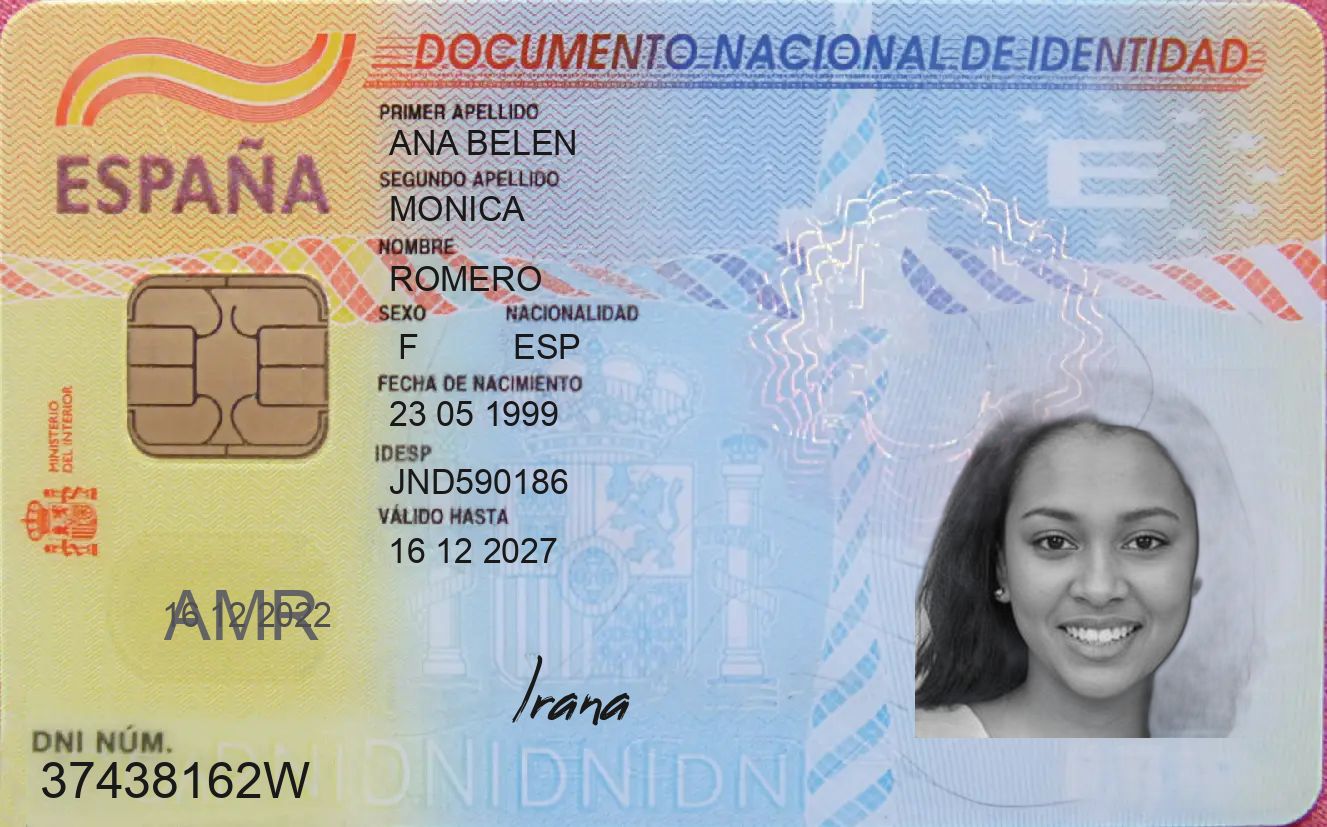 DOCUMENTO NACIONAL DE IDENTIDAD
ESPAÑA
E
PRIMER APELLIDO
ANA BELEN
SEGUNDO APELLIDO
MONICA
NOMBRE
ROMERO
SEXO NACIONALIDAD
F ESP
FECHA DE NACIMIENTO
23 05 1999
IDESP
JND590186
VÁLIDO HASTA
16 12 2027
MINISTERIO
DEL INTERIOR
AMR
16 12 2022
Irana
DNI NÚM.
37438162W
DNIDNIDNIDNI